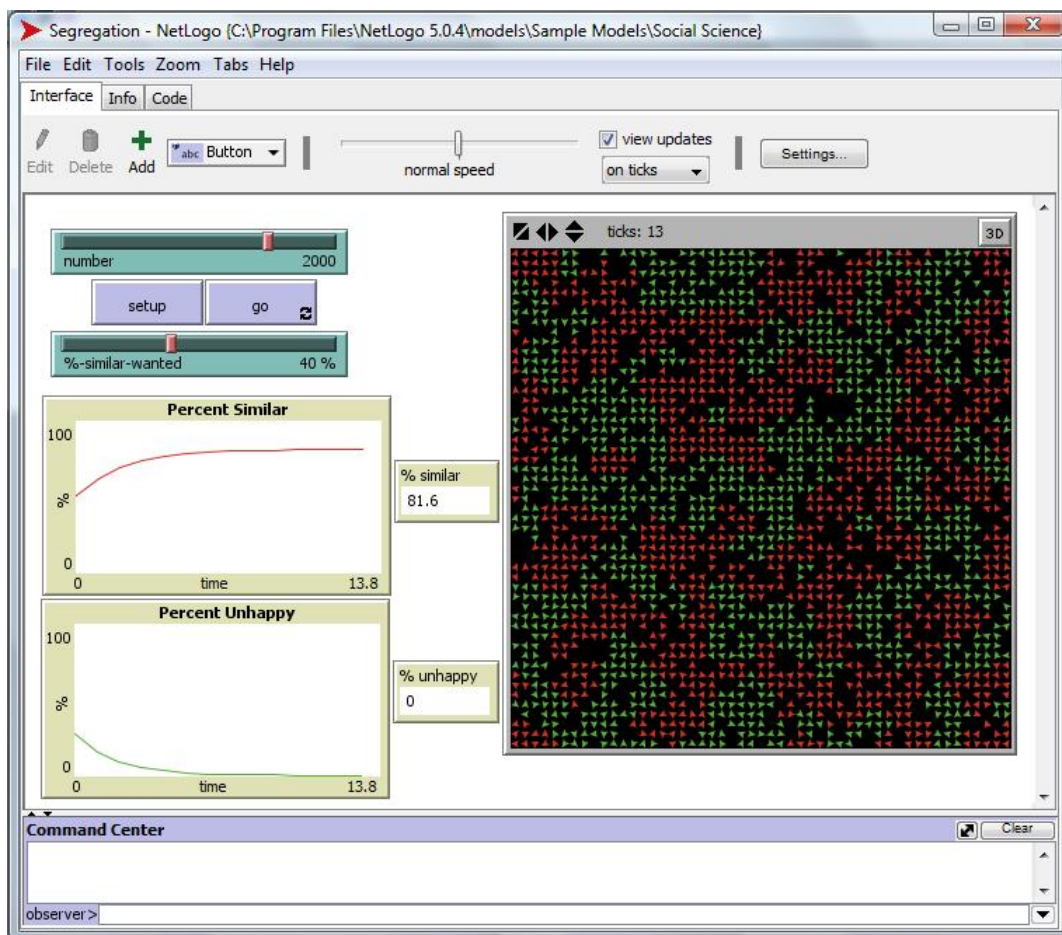 Segregation - NetLogo {C:\Program Files\NetLogo 5.0.4\models\Sample Models\Social Science}
File Edit Tools Zoom Tabs Help
Interface Info Code
Edit Delete Add abc Button normal speed view updates on ticks Settings...
number 2000
setup go
%-similar-wanted 40 %
Percent Similar
100
%
0
0 time 13.8
% similar
81.6
Percent Unhappy
100
%
0
0 time 13.8
% unhappy
0
ticks: 13 3D
Command Center Clear
observer>